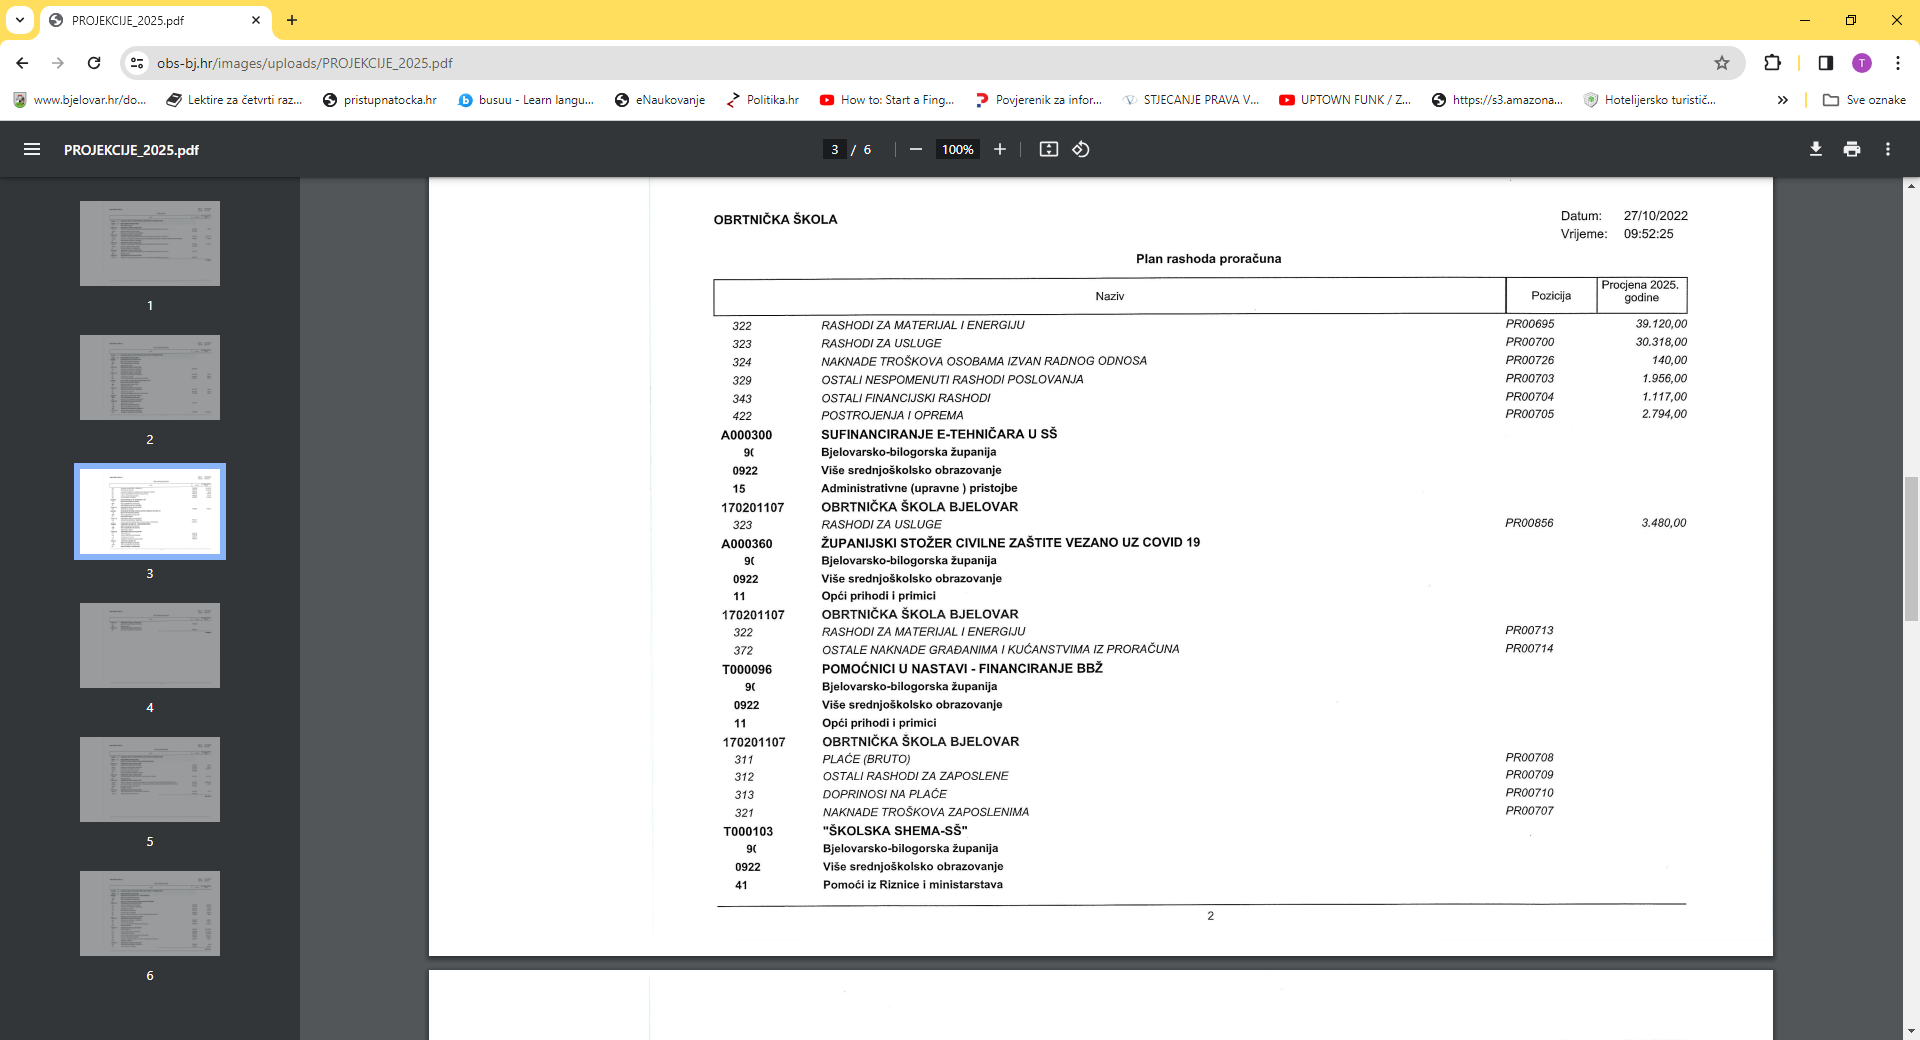 PROJEKCIJE_2025.pdf
obs-bj.hr/images/uploads/PROJEKCIJE_2025.pdf
T
www.bjelovar.hr/do... Lektire za četvrti raz... pristupnatocka.hr busuu - Learn langu... eNaukovanje Politika.hr How to: Start a Fing... Povjerenik za infor... STJECANJE PRAVA V... UPTOWN FUNK / Z... https://s3.amazona... Hotelijersko turistič... Sve oznake
PROJEKCIJE_2025.pdf 3 / 6 100%
1
2
3
4
5
6
OBRTNIČKA ŠKOLA
Datum: 27/10/2022
Vrijeme: 09:52:25
Plan rashoda proračuna
Naziv Pozicija Procjena 2025. godine
322 RASHODI ZA MATERIJAL I ENERGIJU PR00695 39.120,00
323 RASHODI ZA USLUGE PR00700 30.318,00
324 NAKNADE TROŠKOVA OSOBAMA IZVAN RADNOG ODNOSA PR00726 140,00
329 OSTALI NESPOMENUTI RASHODI POSLOVANJA PR00703 1.956,00
343 OSTALI FINANCIJSKI RASHODI PR00704 1.117,00
422 POSTROJENJA I OPREMA PR00705 2.794,00
A000300 SUFINANCIRANJE E-TEHNIČARA U SŠ
Bjelovarsko-bilogorska županija
0922 Više srednjoškolsko obrazovanje
15 Administrativne (upravne ) pristojbe
170201107 OBRTNIČKA ŠKOLA BJELOVAR
323 RASHODI ZA USLUGE PR00856 3.480,00
A000360 ŽUPANIJSKI STOŽER CIVILNE ZAŠTITE VEZANO UZ COVID 19
Bjelovarsko-bilogorska županija
0922 Više srednjoškolsko obrazovanje
11 Opći prihodi i primici
170201107 OBRTNIČKA ŠKOLA BJELOVAR
322 RASHODI ZA MATERIJAL I ENERGIJU PR00713
372 OSTALE NAKNADE GRAĐANIMA I KUĆANSTVIMA IZ PRORAČUNA PR00714
T000096 POMOĆNICI U NASTAVI - FINANCIRANJE BBŽ
Bjelovarsko-bilogorska županija
0922 Više srednjoškolsko obrazovanje
11 Opći prihodi i primici
170201107 OBRTNIČKA ŠKOLA BJELOVAR
311 PLAĆE (BRUTO) PR00708
312 OSTALI RASHODI ZA ZAPOSLENE PR00709
313 DOPRINOSI NA PLAĆE PR00710
321 NAKNADE TROŠKOVA ZAPOSLENIMA PR00707
T000103 "ŠKOLSKA SHEMA-SŠ"
Bjelovarsko-bilogorska županija
0922 Više srednjoškolsko obrazovanje
41 Pomoći iz Riznice i ministarstava
2